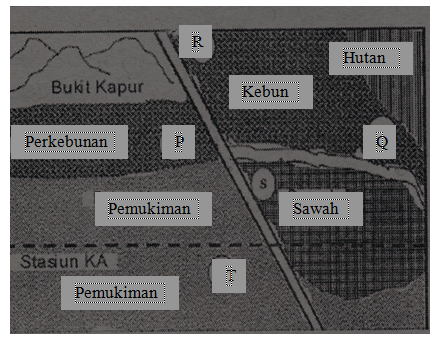 R
Hutan
Bukit Kapur
Kebun
Perkebunan
P
Q
S
Pemukiman
Sawah
Stasiun KA
T
Pemukiman